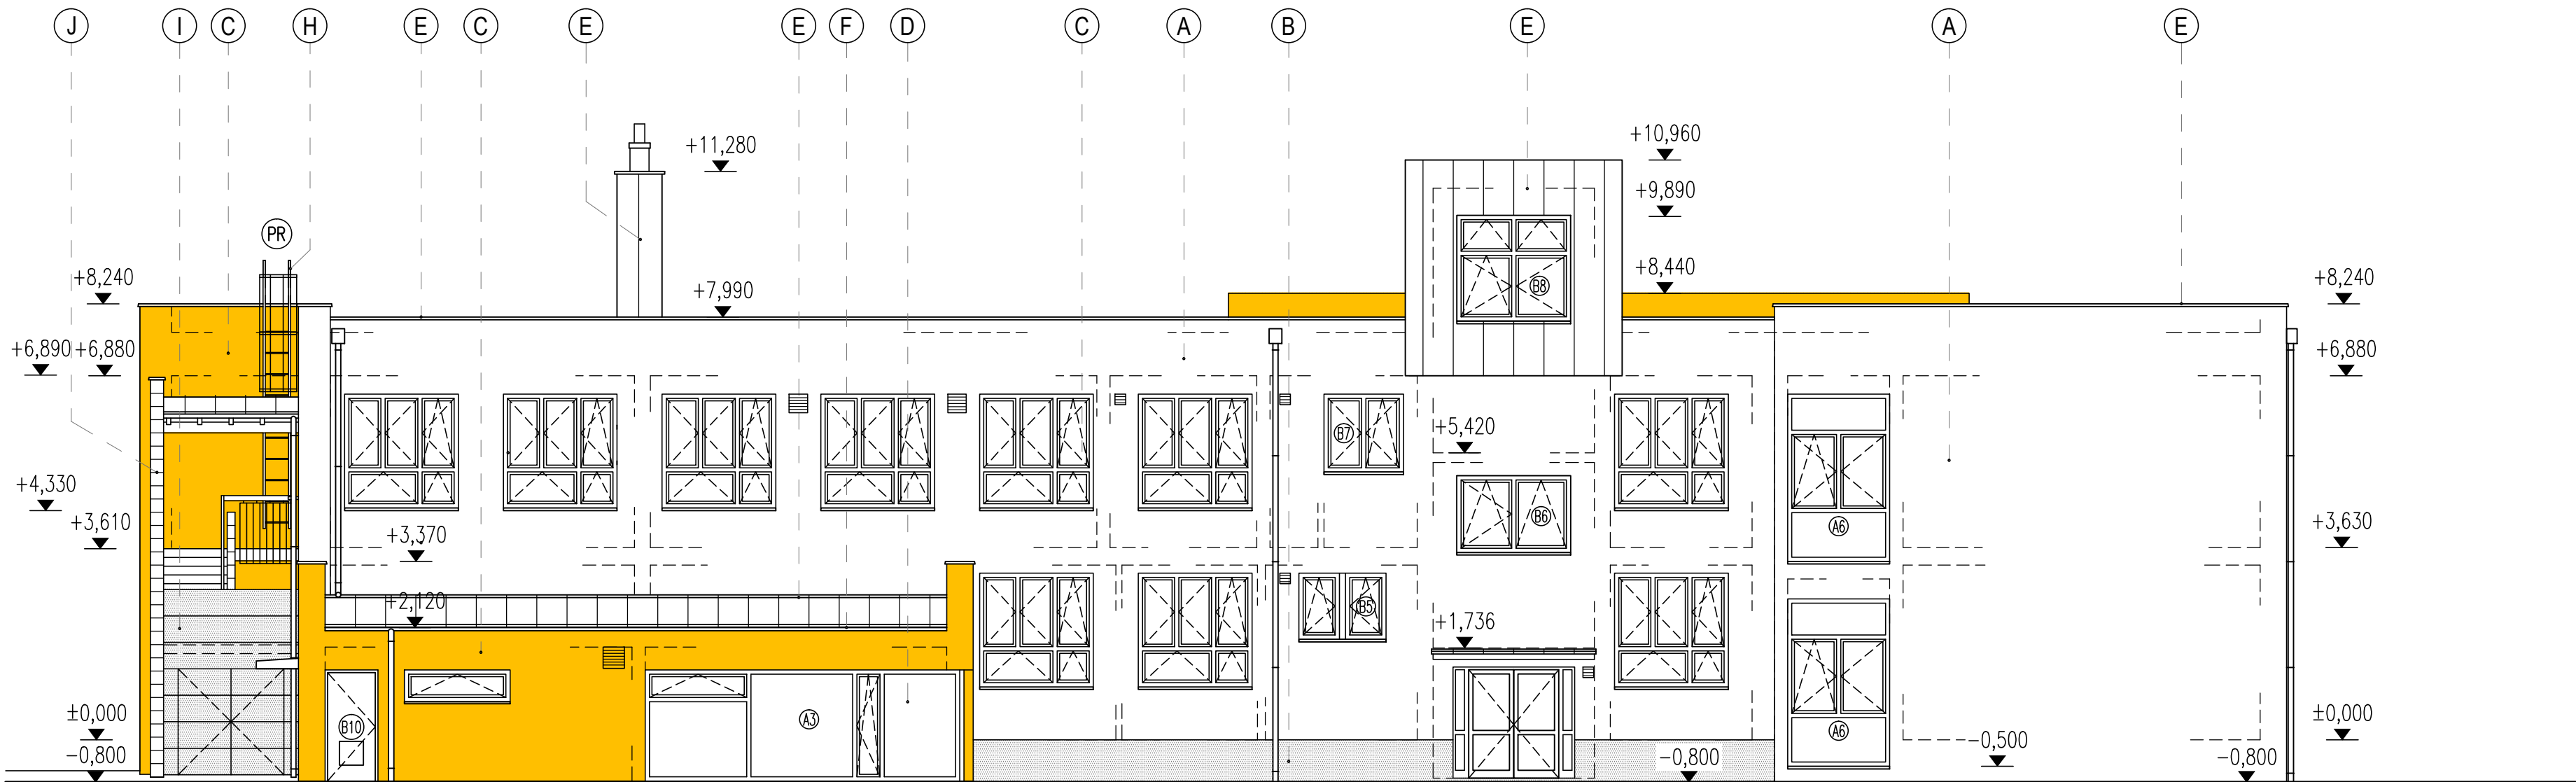 J I C H E C E E F D C A B E A E
+11,280
+10,960
+9,890
PR
+8,240
+7,990
+8,440
+8,240
+6,890 +6,880
+6,880
B8
B7
+5,420
+4,330
+3,610
+3,370
B6
A6
+3,630
+2,120
B5
+1,736
±0,000
B10
A3
A6
±0,000
-0,800
-0,800
-0,500
-0,800